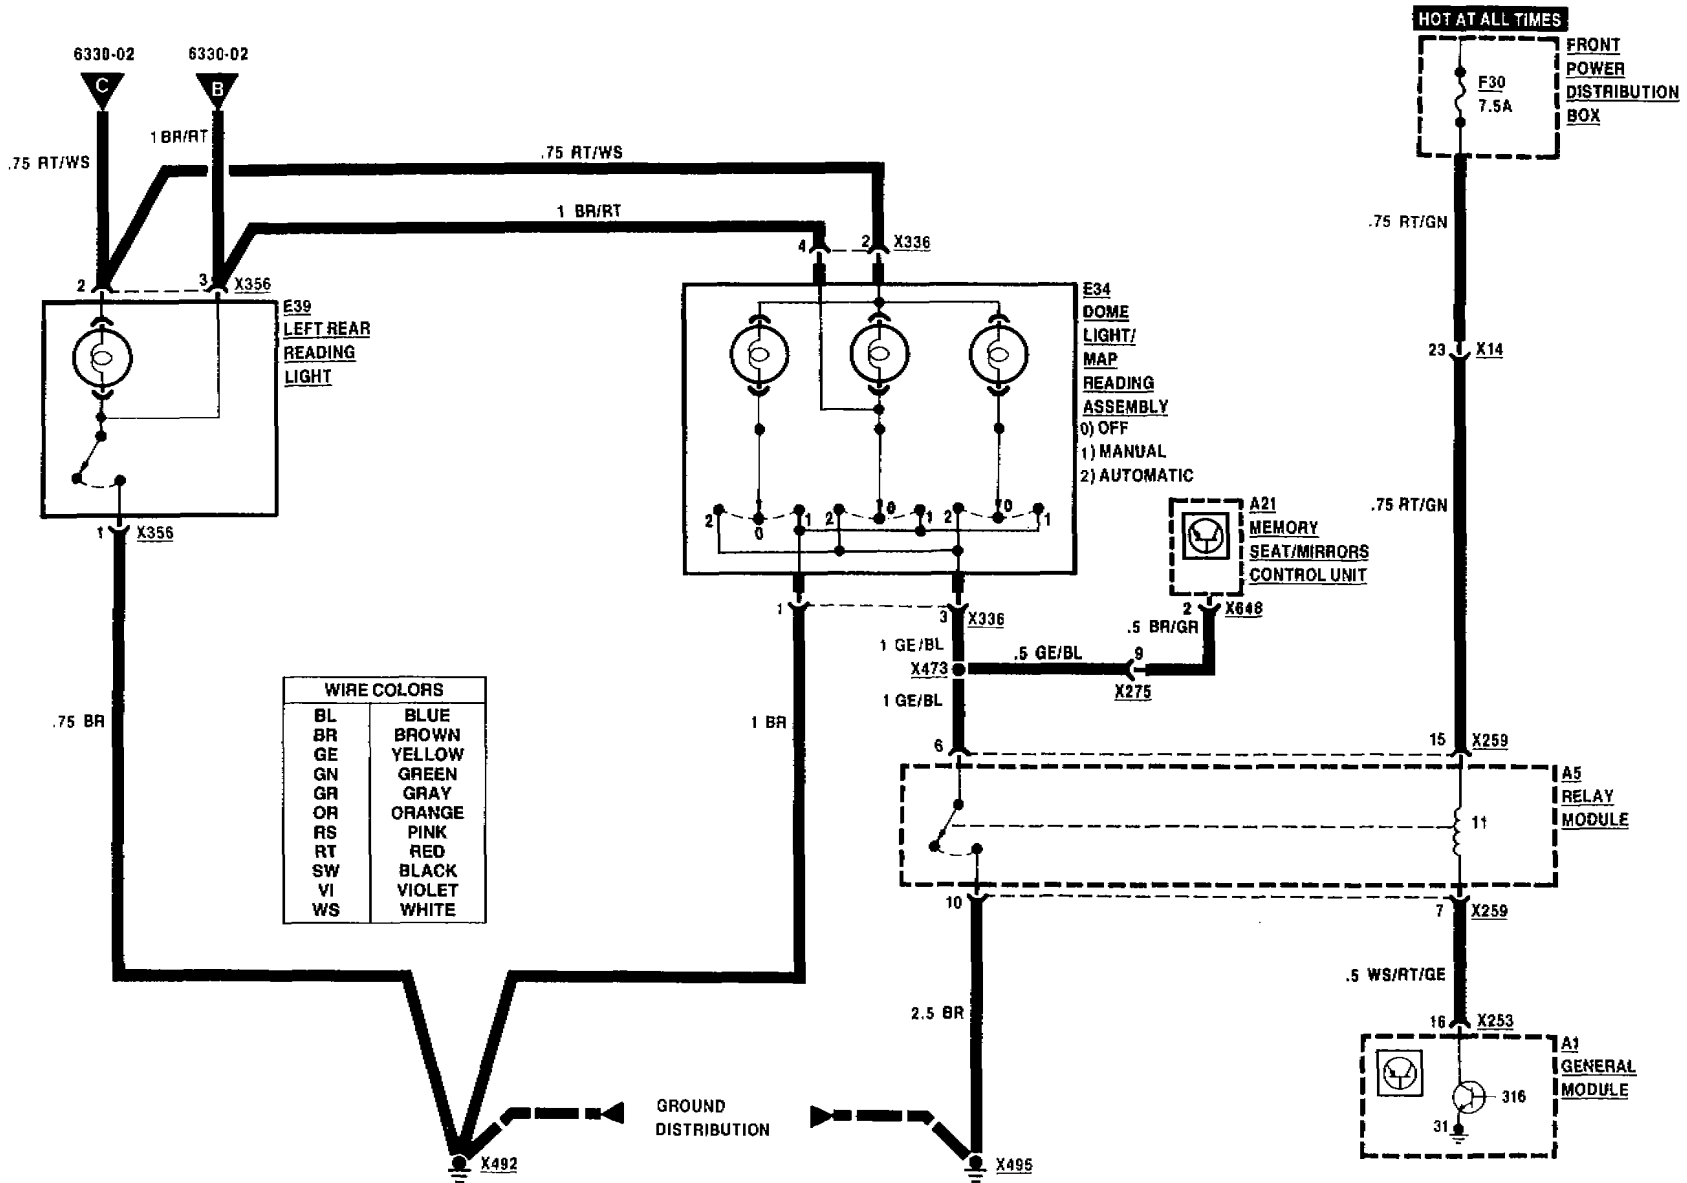 HOT AT ALL TIMES
FRONT
POWER
DISTRIBUTION
BOX
F30
7.5A
6330-02
6330-02
C
B
.75 RT/WS
1 BR/RT
.75 RT/WS
1 BR/RT
.75 RT/GN
4
2
X336
2
3
X356
E39
LEFT REAR
READING
LIGHT
E34
DOME
LIGHT/
MAP
READING
ASSEMBLY
0) OFF
1) MANUAL
2) AUTOMATIC
23
X14
2
0
1
2
0
1
2
0
1
.75 RT/GN
A21
MEMORY
SEAT/MIRRORS
CONTROL UNIT
1
X356
1
3
X336
2
X648
.5 BR/GR
1 GE/BL
.5 GE/BL
9
X473
X275
1 GE/BL
WIRE COLORS
BL BLUE
BR BROWN
GE YELLOW
GN GREEN
GR GRAY
OR ORANGE
RS PINK
RT RED
SW BLACK
VI VIOLET
WS WHITE
.75 BR
1 BR
6
15
X259
A5
RELAY
MODULE
11
10
7
X259
.5 WS/RT/GE
2.5 BR
16
X253
A1
GENERAL
MODULE
316
31
GROUND
DISTRIBUTION
X492
X495